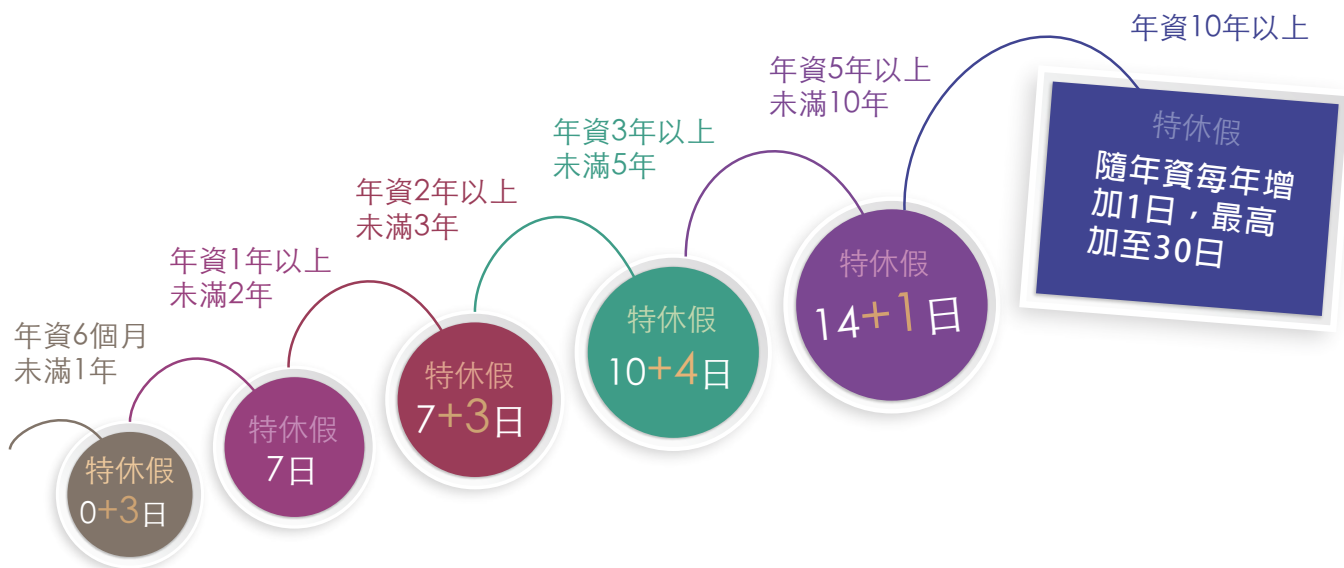 年資6個月
未滿1年
特休假
0+3日
年資1年以上
未滿2年
特休假
7日
年資2年以上
未滿3年
特休假
7+3日
年資3年以上
未滿5年
特休假
10+4日
年資5年以上
未滿10年
特休假
14+1日
年資10年以上
特休假
隨年資每年增
加1日，最高
加至30日